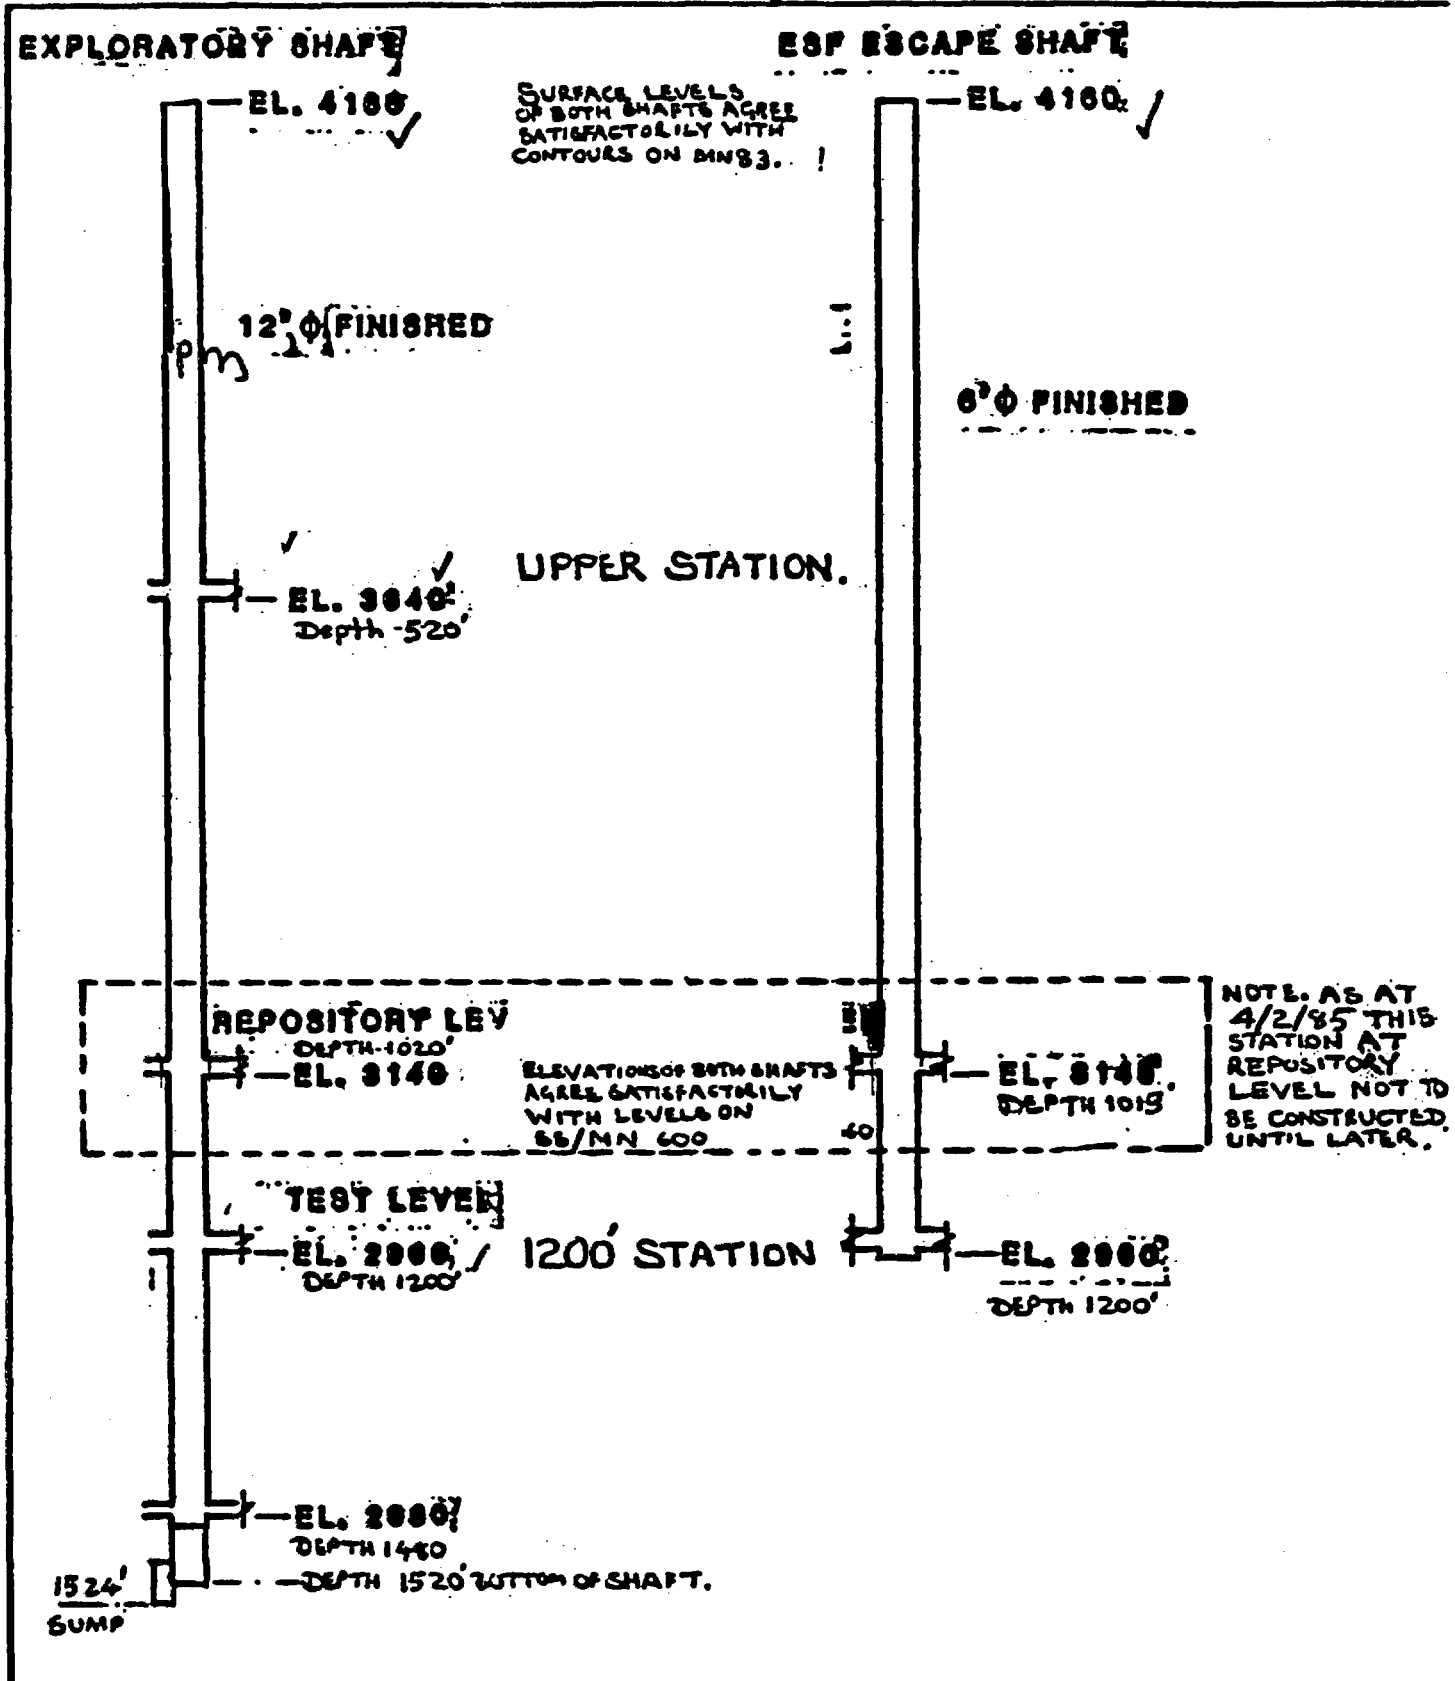 EXPLORATORY SHAFT
ESF ESCAPE SHAFT
EL. 4160
SURFACE LEVELS
OF BOTH SHAFTS AGREE
SATISFACTORILY WITH
CONTOURS ON MN83. !
EL. 4160
12' Φ FINISHED
6' Φ FINISHED
UPPER STATION.
EL. 3640'
Depth -520'
REPOSITORY LEV
DEPTH-1020'
EL. 3140
ELEVATIONS OF BOTH SHAFTS
AGREE SATISFACTORILY
WITH LEVELS ON
SS/MN 600
EL.
DEPTH
NOTE. AS AT
4/2/85 THIS
STATION AT
REPOSITORY
LEVEL NOT TO
BE CONSTRUCTED
UNTIL LATER.
TEST LEVEL
EL. 2960'
DEPTH 1200'
1200' STATION
EL. 2960'
DEPTH 1200'
EL. 2680'
DEPTH 1480
DEPTH 1520' BOTTOM OF SHAFT.
1524'
SUMP